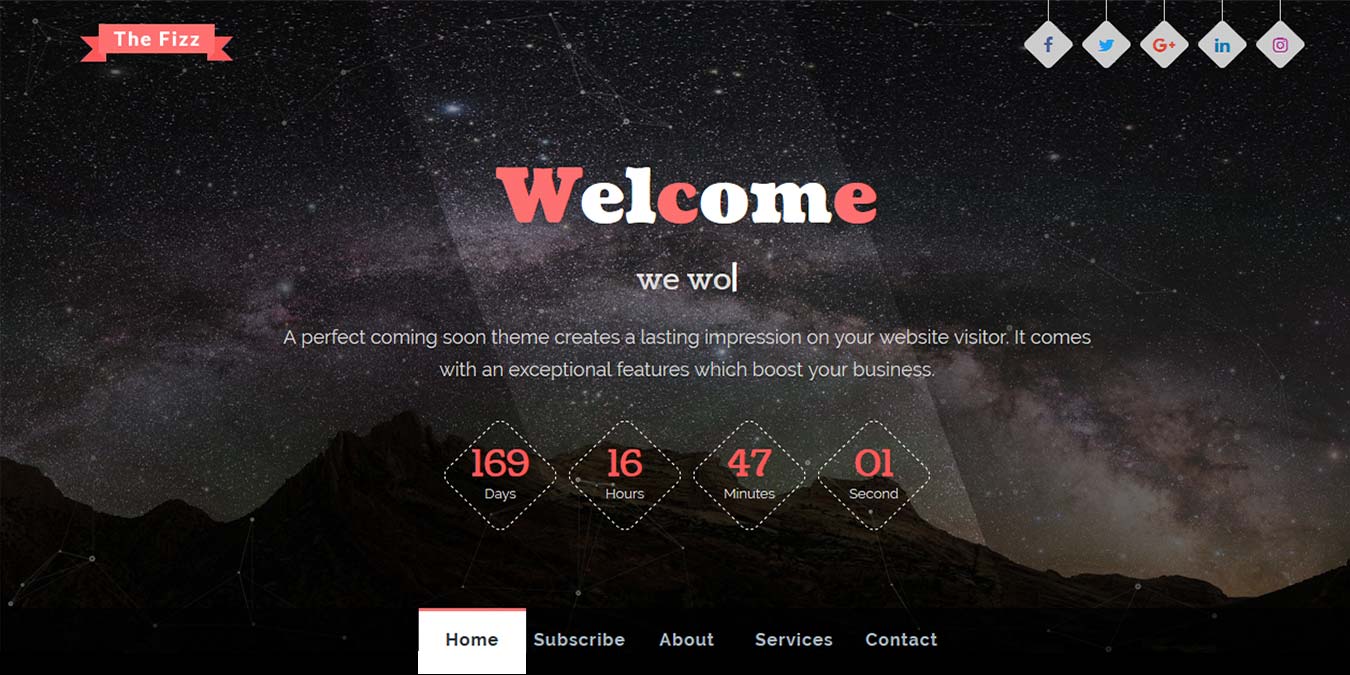 The Fizz
f G+ in
Welcome
we wo
A perfect coming soon theme creates a lasting impression on your website visitor. It comes
with an exceptional features which boost your business.
169 16 47 01
Days Hours Minutes Second
Home Subscribe About Services Contact